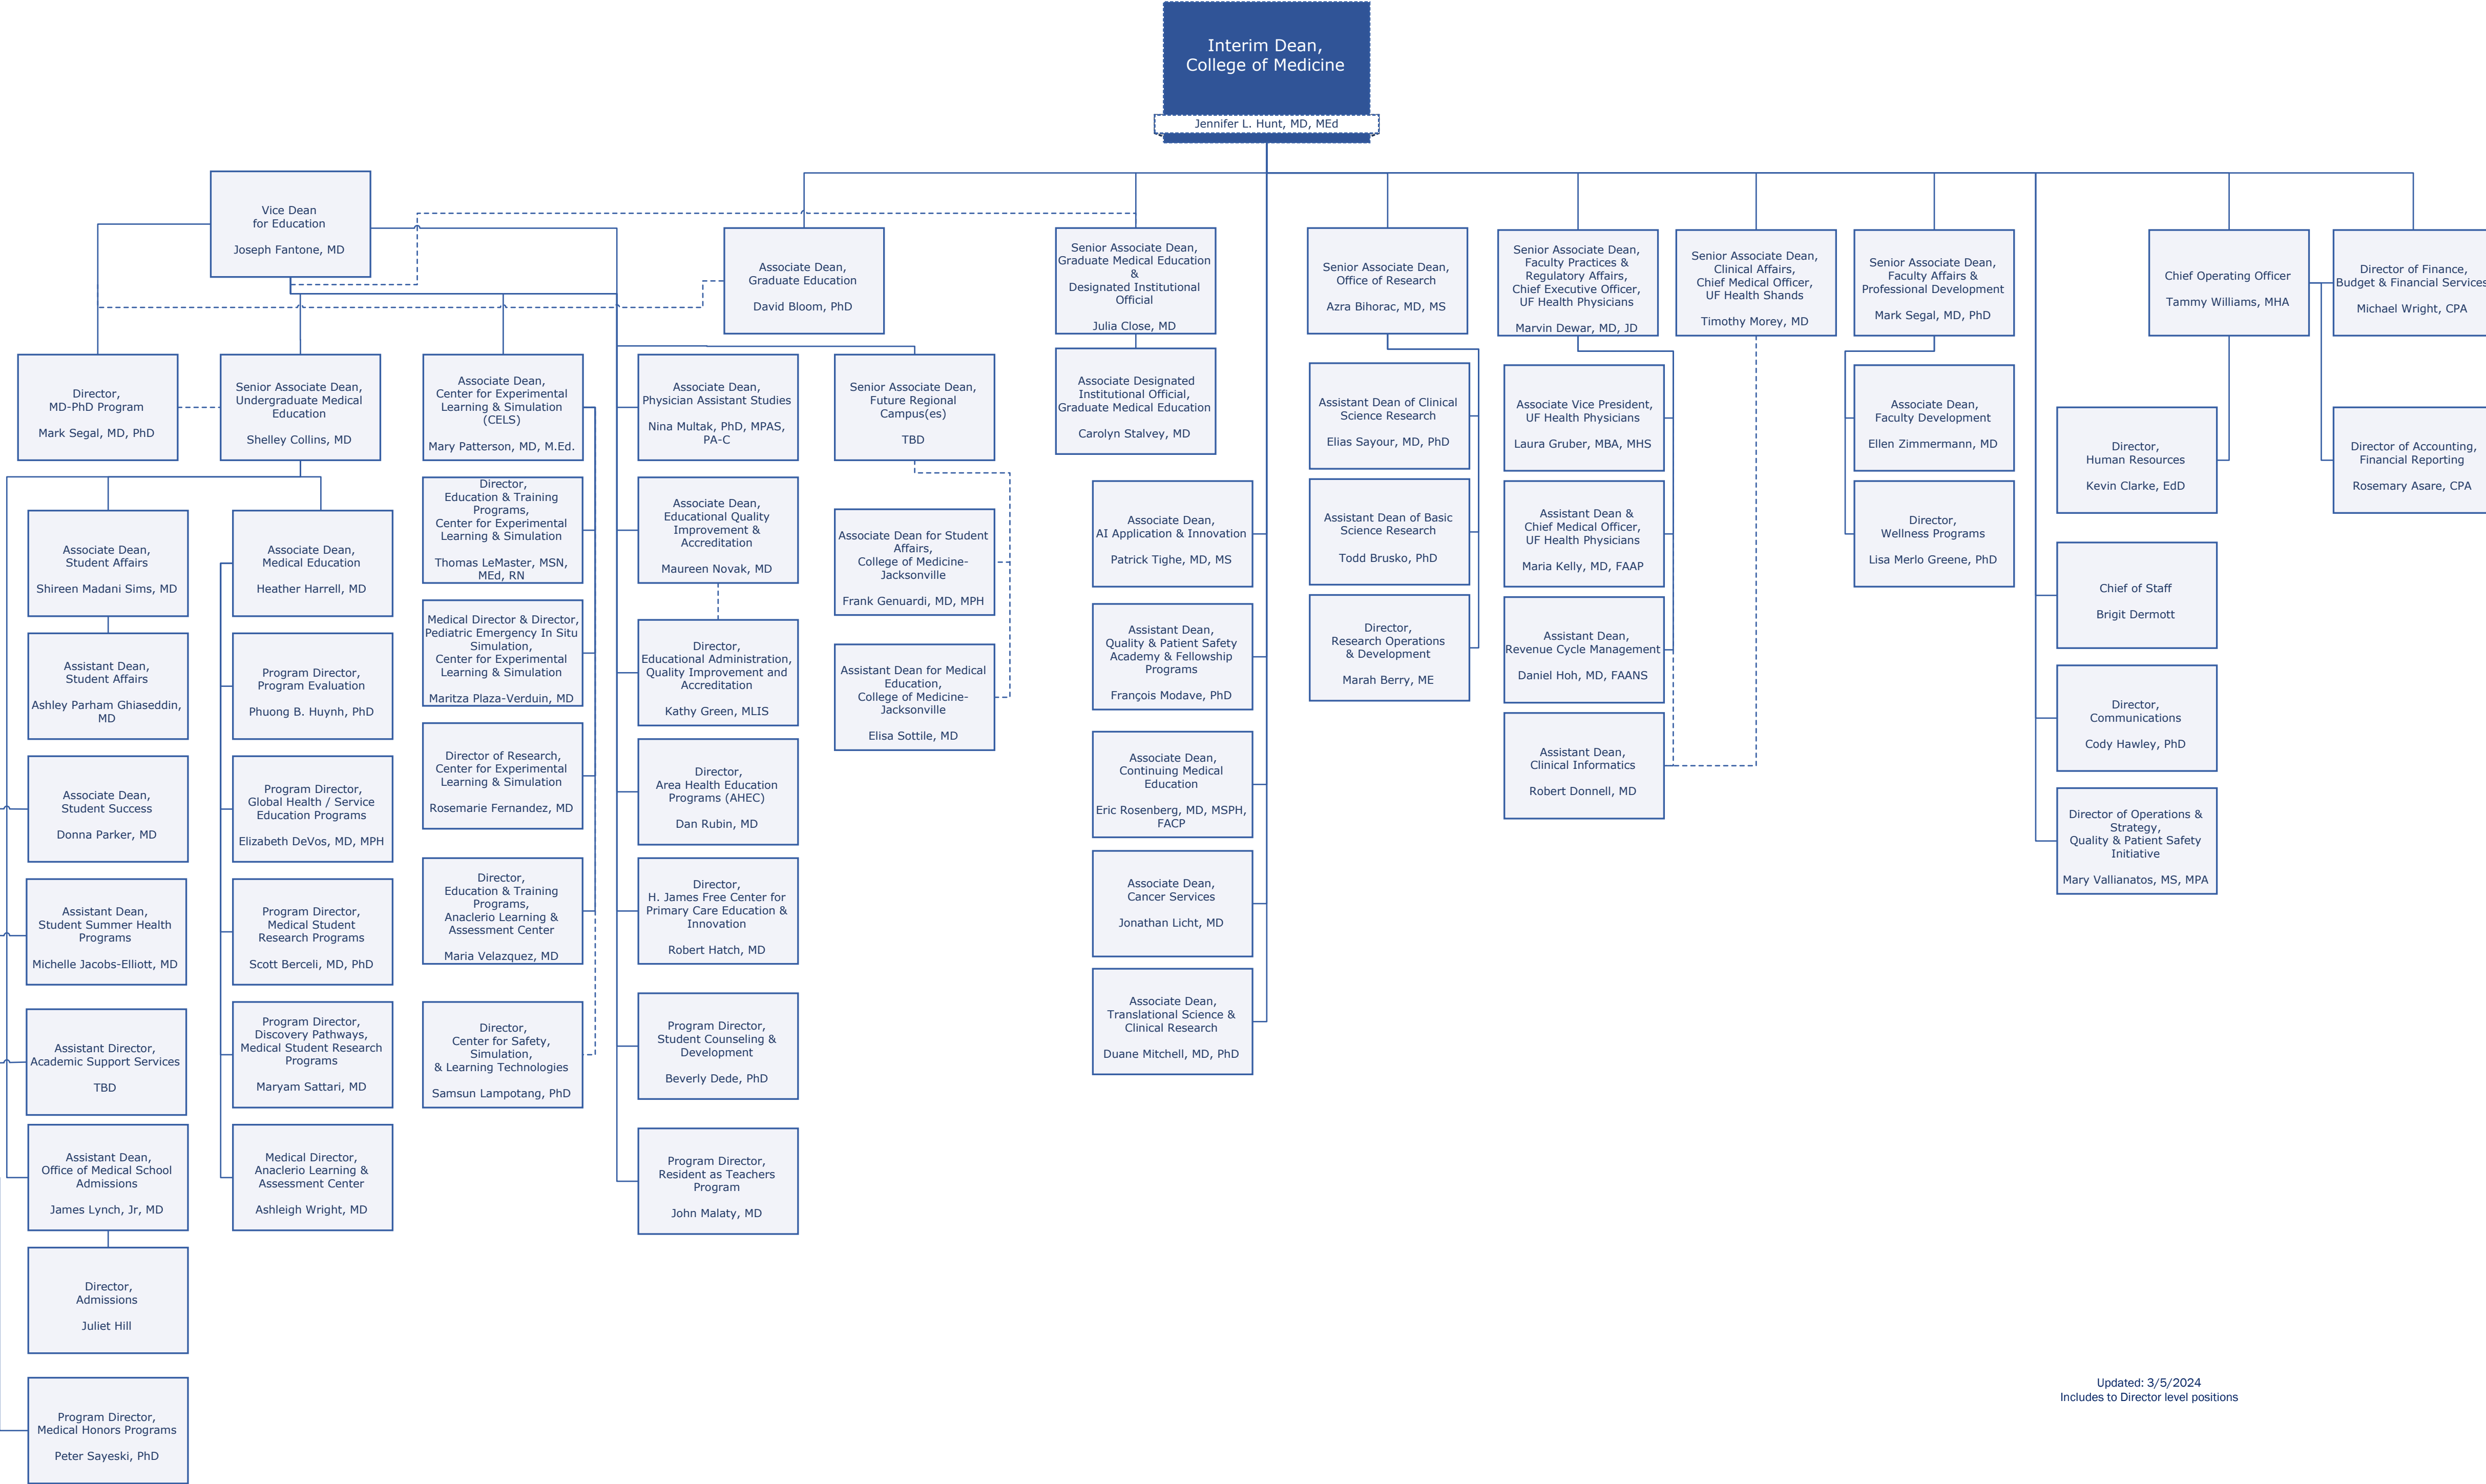 Interim Dean,
College of Medicine
Jennifer L. Hunt, MD, MEd
Vice Dean
for Education
Joseph Fantone, MD
Associate Dean,
Graduate Education
David Bloom, PhD
Senior Associate Dean,
Graduate Medical Education
&
Designated Institutional
Official
Julia Close, MD
Senior Associate Dean,
Office of Research
Azra Bihorac, MD, MS
Senior Associate Dean,
Faculty Practices &
Regulatory Affairs,
Chief Executive Officer,
UF Health Physicians
Marvin Dewar, MD, JD
Senior Associate Dean,
Clinical Affairs,
Chief Medical Officer,
UF Health Shands
Timothy Morey, MD
Senior Associate Dean,
Faculty Affairs &
Professional Development
Mark Segal, MD, PhD
Chief Operating Officer
Tammy Williams, MHA
Director of Finance,
Budget & Financial Services
Michael Wright, CPA
Director,
MD-PhD Program
Mark Segal, MD, PhD
Senior Associate Dean,
Undergraduate Medical
Education
Shelley Collins, MD
Associate Dean,
Center for Experimental
Learning & Simulation
(CELS)
Mary Patterson, MD, M.Ed.
Associate Dean,
Physician Assistant Studies
Nina Multak, PhD, MPAS,
PA-C
Senior Associate Dean,
Future Regional
Campus(es)
TBD
Associate Designated
Institutional Official,
Graduate Medical Education
Carolyn Stalvey, MD
Assistant Dean of Clinical
Science Research
Elias Sayour, MD, PhD
Associate Vice President,
UF Health Physicians
Laura Gruber, MBA, MHS
Associate Dean,
Faculty Development
Ellen Zimmermann, MD
Director,
Human Resources
Kevin Clarke, EdD
Director of Accounting,
Financial Reporting
Rosemary Asare, CPA
Associate Dean,
Student Affairs
Shireen Madani Sims, MD
Associate Dean,
Medical Education
Heather Harrell, MD
Director,
Education & Training
Programs,
Center for Experimental
Learning & Simulation
Thomas LeMaster, MSN,
MEd, RN
Associate Dean,
Educational Quality
Improvement &
Accreditation
Maureen Novak, MD
Associate Dean for Student
Affairs,
College of Medicine-
Jacksonville
Frank Genuardi, MD, MPH
Associate Dean,
AI Application & Innovation
Patrick Tighe, MD, MS
Assistant Dean of Basic
Science Research
Todd Brusko, PhD
Assistant Dean &
Chief Medical Officer,
UF Health Physicians
Maria Kelly, MD, FAAP
Director,
Wellness Programs
Lisa Merlo Greene, PhD
Chief of Staff
Brigit Dermott
Assistant Dean,
Student Affairs
Ashley Parham Ghiaseddin,
MD
Program Director,
Program Evaluation
Phuong B. Huynh, PhD
Medical Director & Director,
Pediatric Emergency In Situ
Simulation,
Center for Experimental
Learning & Simulation
Maritza Plaza-Verduin, MD
Director,
Educational Administration,
Quality Improvement and
Accreditation
Kathy Green, MLIS
Assistant Dean for Medical
Education,
College of Medicine-
Jacksonville
Elisa Sottile, MD
Assistant Dean,
Quality & Patient Safety
Academy & Fellowship
Programs
François Modave, PhD
Director,
Research Operations
& Development
Marah Berry, ME
Assistant Dean,
Revenue Cycle Management
Daniel Hoh, MD, FAANS
Director,
Communications
Cody Hawley, PhD
Associate Dean,
Student Success
Donna Parker, MD
Program Director,
Global Health / Service
Education Programs
Elizabeth DeVos, MD, MPH
Director of Research,
Center for Experimental
Learning & Simulation
Rosemarie Fernandez, MD
Director,
Area Health Education
Programs (AHEC)
Dan Rubin, MD
Associate Dean,
Continuing Medical
Education
Eric Rosenberg, MD, MSPH,
FACP
Assistant Dean,
Clinical Informatics
Robert Donnell, MD
Director of Operations &
Strategy,
Quality & Patient Safety
Initiative
Mary Vallianatos, MS, MPA
Assistant Dean,
Student Summer Health
Programs
Michelle Jacobs-Elliott, MD
Program Director,
Medical Student
Research Programs
Scott Berceli, MD, PhD
Director,
Education & Training
Programs,
Anaclerio Learning &
Assessment Center
Maria Velazquez, MD
Director,
H. James Free Center for
Primary Care Education &
Innovation
Robert Hatch, MD
Associate Dean,
Cancer Services
Jonathan Licht, MD
Assistant Director,
Academic Support Services
TBD
Program Director,
Discovery Pathways,
Medical Student Research
Programs
Maryam Sattari, MD
Director,
Center for Safety,
Simulation,
& Learning Technologies
Samsun Lampotang, PhD
Program Director,
Student Counseling &
Development
Beverly Dede, PhD
Associate Dean,
Translational Science &
Clinical Research
Duane Mitchell, MD, PhD
Assistant Dean,
Office of Medical School
Admissions
James Lynch, Jr, MD
Medical Director,
Anaclerio Learning &
Assessment Center
Ashleigh Wright, MD
Program Director,
Resident as Teachers
Program
John Malaty, MD
Director,
Admissions
Juliet Hill
Program Director,
Medical Honors Programs
Peter Sayeski, PhD
Updated: 3/5/2024
Includes to Director level positions